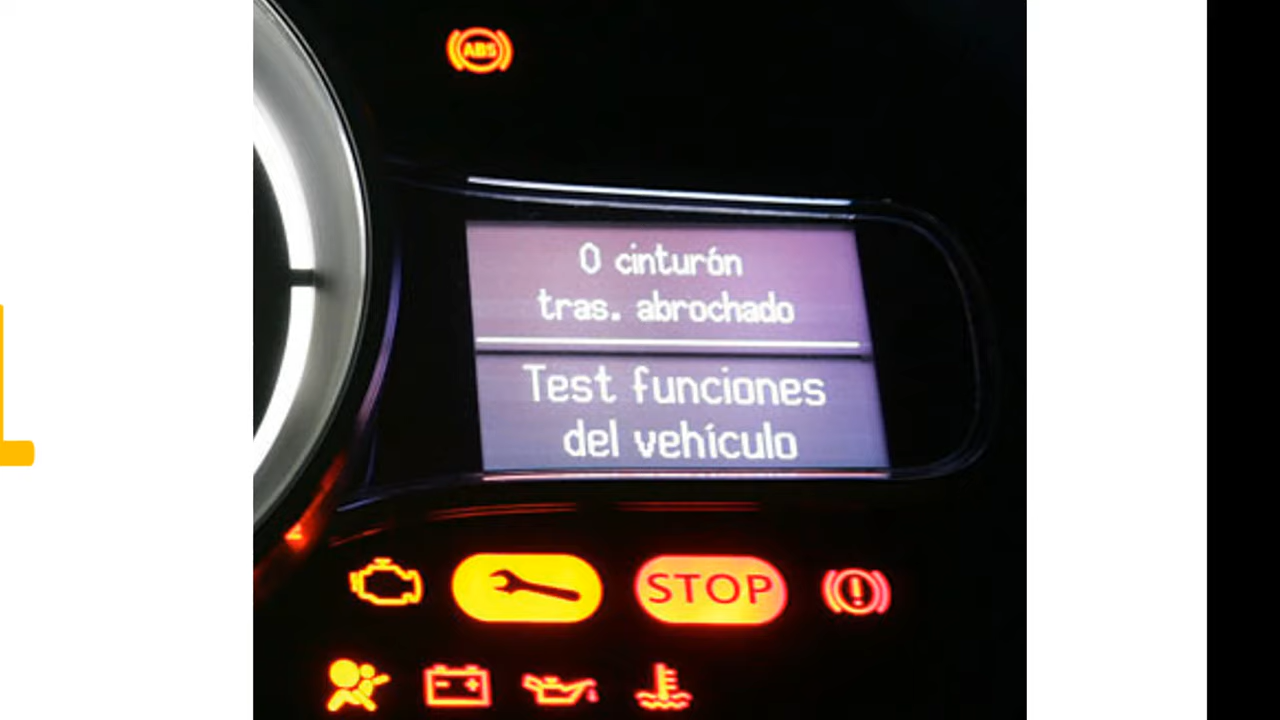 ABS
0 cinturón
tras. abrochado
Test funciones
del vehículo
STOP